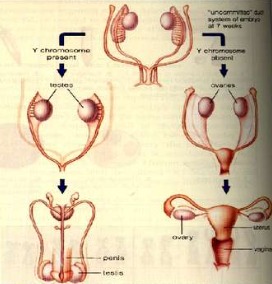 "uncommitted" duct
system of embryo
at 7 weeks
Y chromosome
present
Y chromosome
absent
testes
ovaries
penis
testis
ovary
uterus
vagina